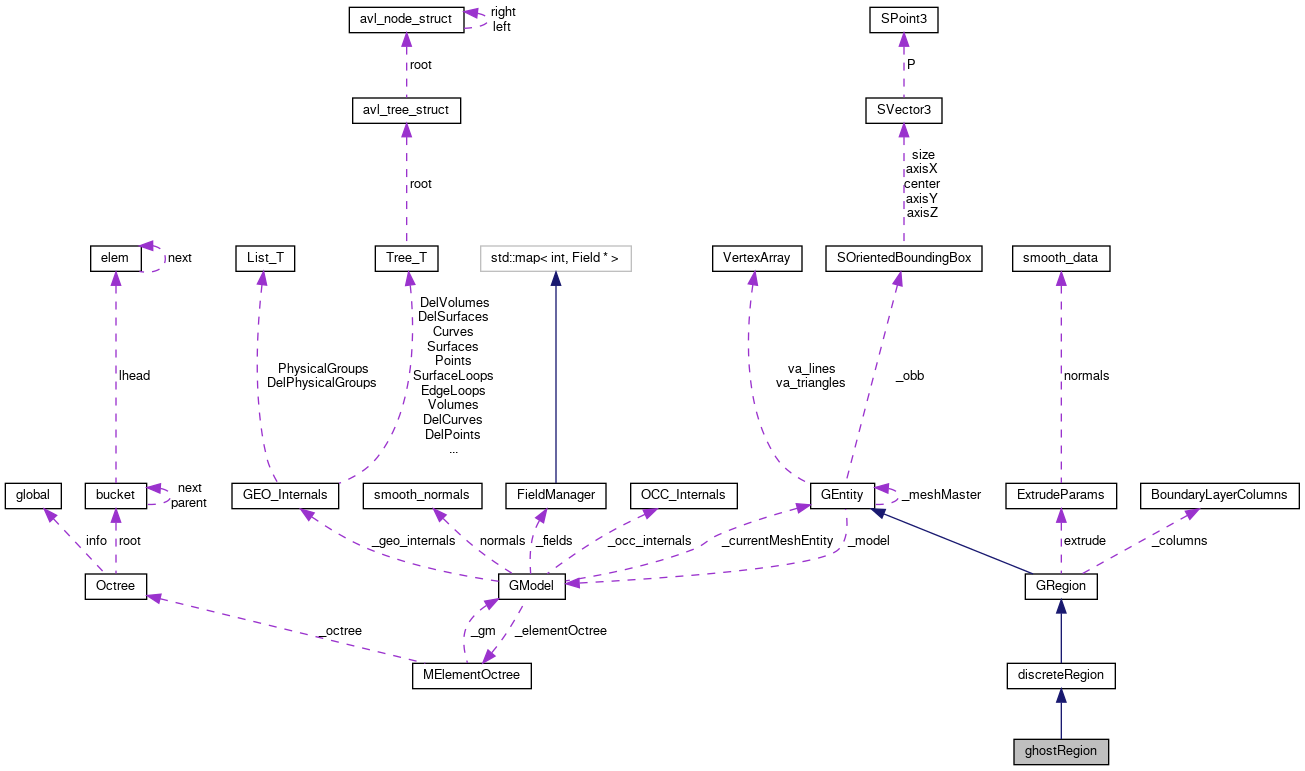 avl_node_struct
right
left
SPoint3
root
P
avl_tree_struct
SVector3
root
size
axisX
center
axisY
axisZ
elem
next
List_T
Tree_T
std::map< int, Field * >
VertexArray
SOrientedBoundingBox
smooth_data
lhead
PhysicalGroups
DelPhysicalGroups
DelVolumes
DelSurfaces
Curves
Surfaces
Points
SurfaceLoops
EdgeLoops
Volumes
DelCurves
DelPoints
...
va_lines
va_triangles
_obb
normals
global
bucket
next
parent
GEO_Internals
smooth_normals
FieldManager
OCC_Internals
GEntity
_meshMaster
ExtrudeParams
BoundaryLayerColumns
info
root
_geo_internals
normals
_fields
_occ_internals
_currentMeshEntity
_model
extrude
_columns
Octree
GModel
GRegion
_octree
_gm
_elementOctree
MElementOctree
discreteRegion
ghostRegion